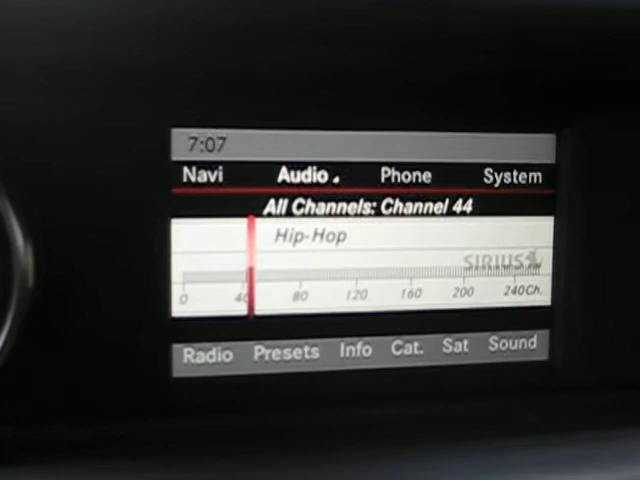 7:07
Navi Audio Phone System
All Channels: Channel 44
Hip-Hop
SIRIUS
0 40 80 120 160 200 240Ch.
Radio Presets Info Cat. Sat Sound